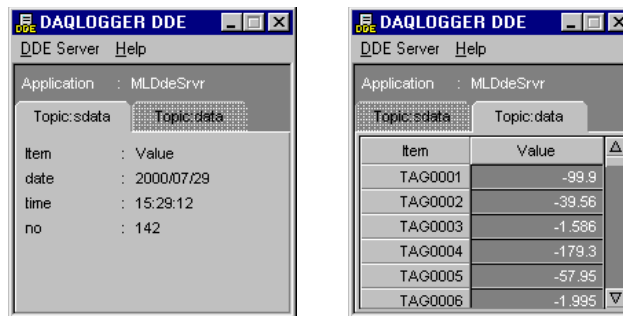 DAQLOGGER DDE
DDE Server Help
Application : MLDdeSrvr
Topic:sdata Topic:data
Item : Value
date : 2000/07/29
time : 15:29:12
no : 142
DAQLOGGER DDE
DDE Server Help
Application : MLDdeSrvr
Topic:sdata Topic:data
Item Value
TAG0001 -99.9
TAG0002 -39.56
TAG0003 -1.586
TAG0004 -179.3
TAG0005 -57.95
TAG0006 -1.995